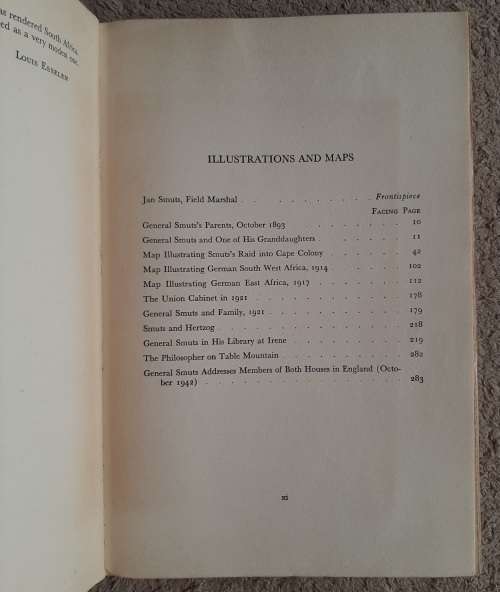 as rendered South Africa.
ed as a very modest one.
Louis Esselen
ILLUSTRATIONS AND MAPS
Jan Smuts, Field Marshal . . . . . . . . . Frontispiece
Facing Page
General Smuts's Parents, October 1893 . . . . . . . 10
General Smuts and One of His Granddaughters . . . . . . 11
Map Illustrating Smuts's Raid into Cape Colony . . . . . 42
Map Illustrating German South West Africa, 1914 . . . . . 102
Map Illustrating German East Africa, 1917 . . . . . . 112
The Union Cabinet in 1921 . . . . . . . . . 178
General Smuts and Family, 1921 . . . . . . . . 179
Smuts and Hertzog . . . . . . . . . . 218
General Smuts in His Library at Irene . . . . . . . 219
The Philosopher on Table Mountain . . . . . . . 282
General Smuts Addresses Members of Both Houses in England (Octo-
ber 1942) . . . . . . . . . . . 283
xi